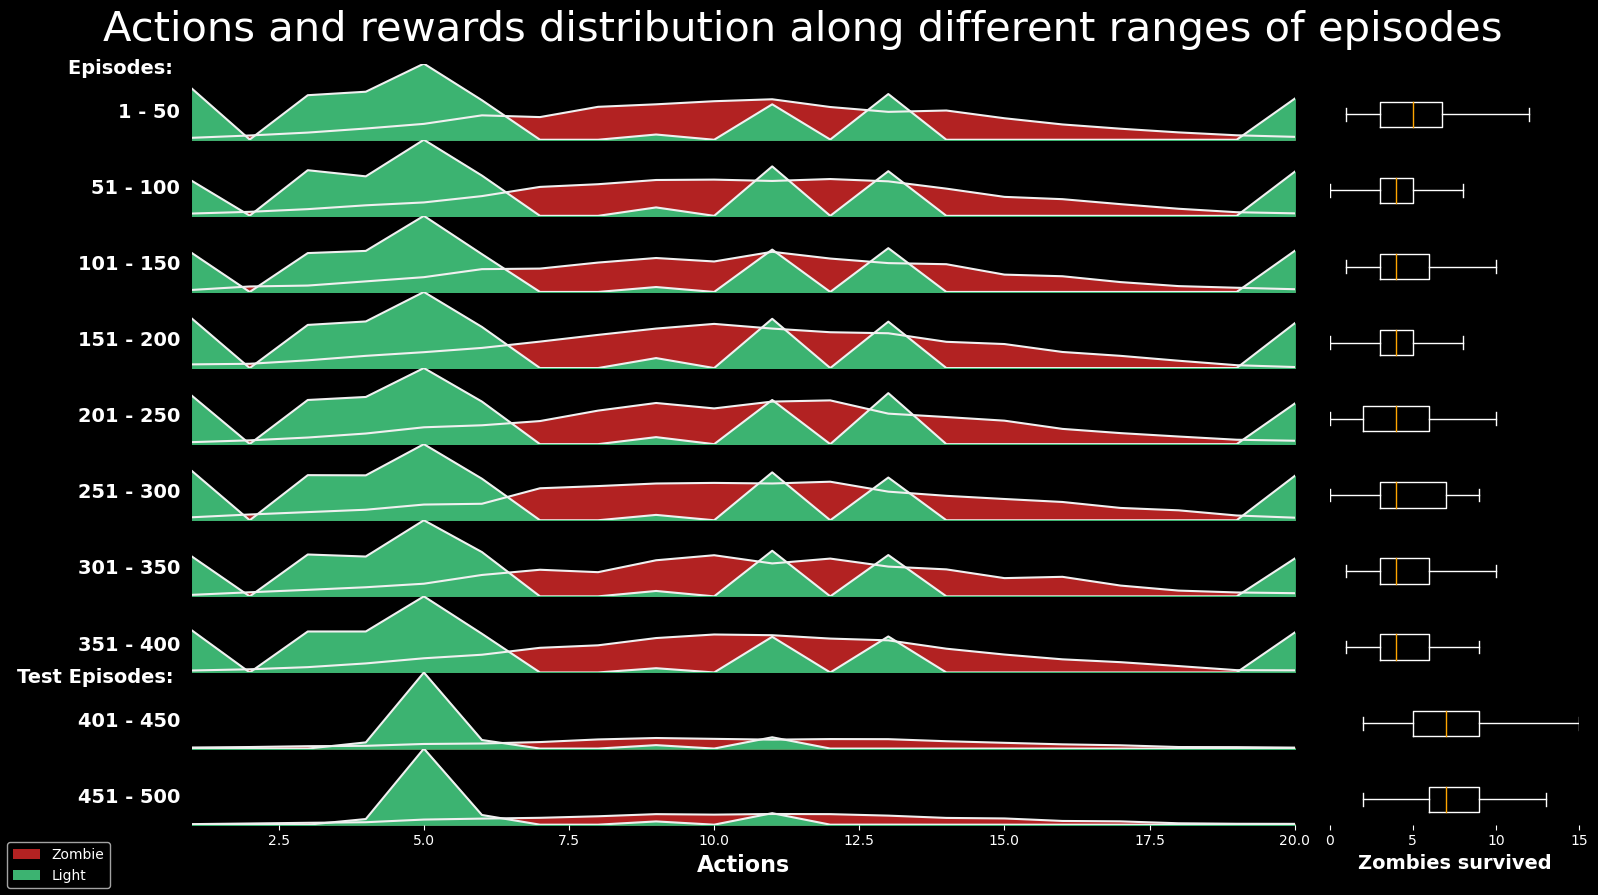 Actions and rewards distribution along different ranges of episodes
Episodes:
1 - 50
51 - 100
101 - 150
151 - 200
201 - 250
251 - 300
301 - 350
351 - 400
Test Episodes:
401 - 450
451 - 500
2.5 5.0 7.5 10.0 12.5 15.0 17.5 20.0 0 5 10 15
Actions
Zombies survived
Zombie
Light